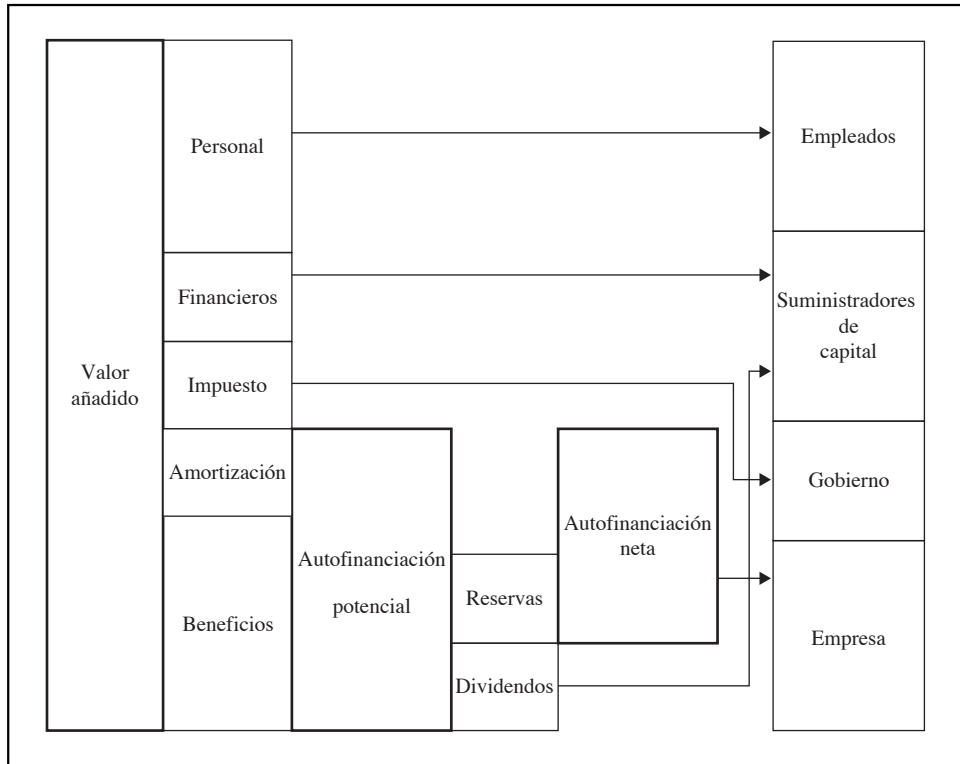 Valor
añadido
Personal
Financieros
Impuesto
Amortización
Beneficios
Autofinanciación
potencial
Reservas
Dividendos
Autofinanciación
neta
Empleados
Suministradores
de
capital
Gobierno
Empresa